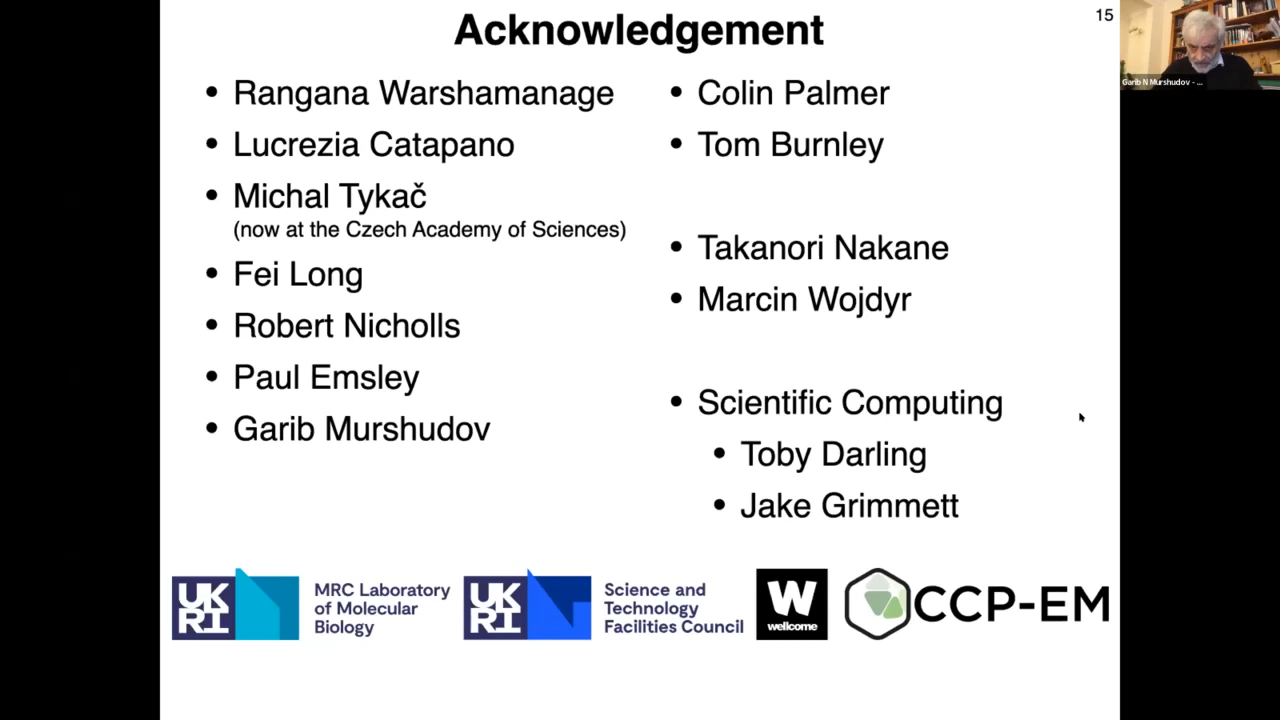 Acknowledgement
15
Garib N Murshudov - ...
• Rangana Warshamanage
• Lucrezia Catapano
• Michal Tykač
(now at the Czech Academy of Sciences)
• Fei Long
• Robert Nicholls
• Paul Emsley
• Garib Murshudov
• Colin Palmer
• Tom Burnley
• Takanori Nakane
• Marcin Wojdyr
• Scientific Computing
• Toby Darling
• Jake Grimmett
UK
RI
MRC Laboratory
of Molecular
Biology
UK
RI
Science and
Technology
Facilities Council
W
wellcome
CCP-EM